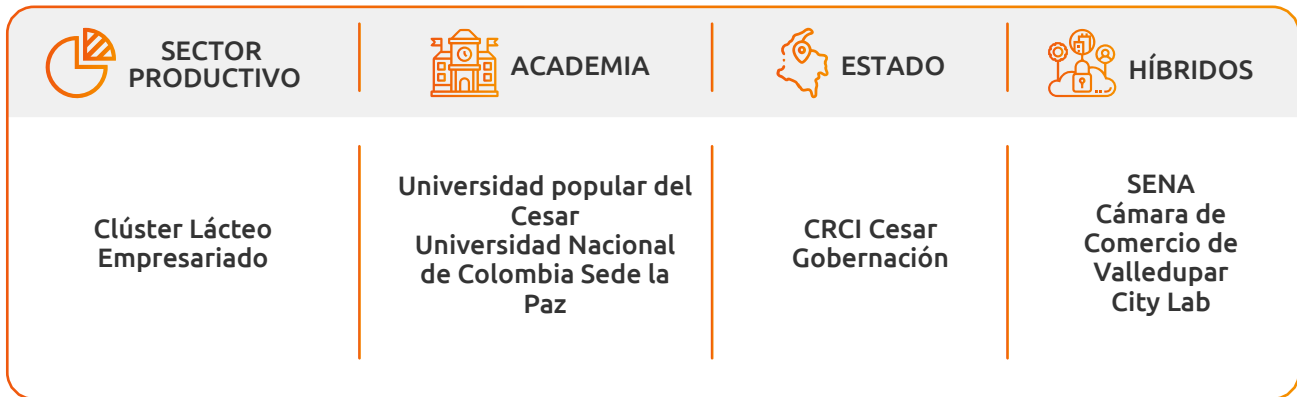 SECTOR
PRODUCTIVO
ACADEMIA
ESTADO
HÍBRIDOS
Clúster Lácteo
Empresariado
Universidad popular del
Cesar
Universidad Nacional
de Colombia Sede la
Paz
CRCI Cesar
Gobernación
SENA
Cámara de
Comercio de
Valledupar
City Lab